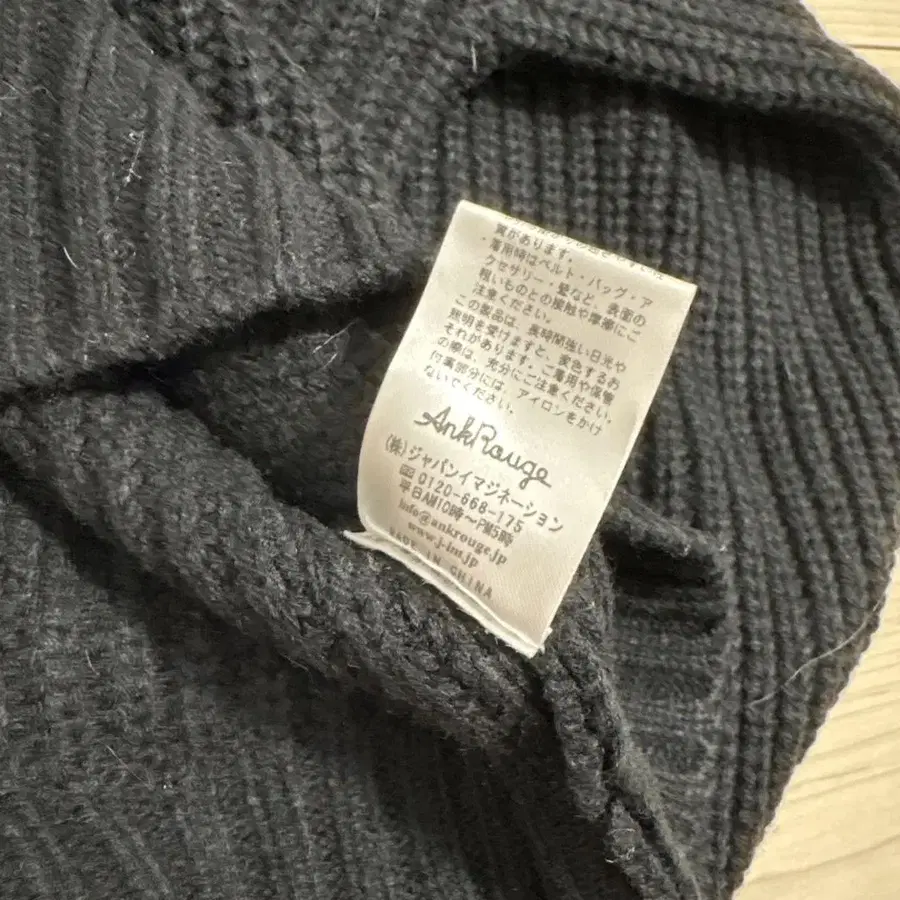 質があります。
・着用時はベルト・バッグ・ア
クセサリー・髪など、表面の
粗いものとの接触や摩擦にご
注意ください。
この製品は、長時間強い日光や
照明を受けますと、変色するお
それがあります。ご着用や保管
の際は、充分にご注意ください。
付属部分には、アイロンをかけ
ないでください。
AnkRouge
(株)ジャパンイマジネーション
0120-668-175
平日AM10時〜PM5時
info@ankrouge.jp
www.j-im.jp
MADE IN CHINA